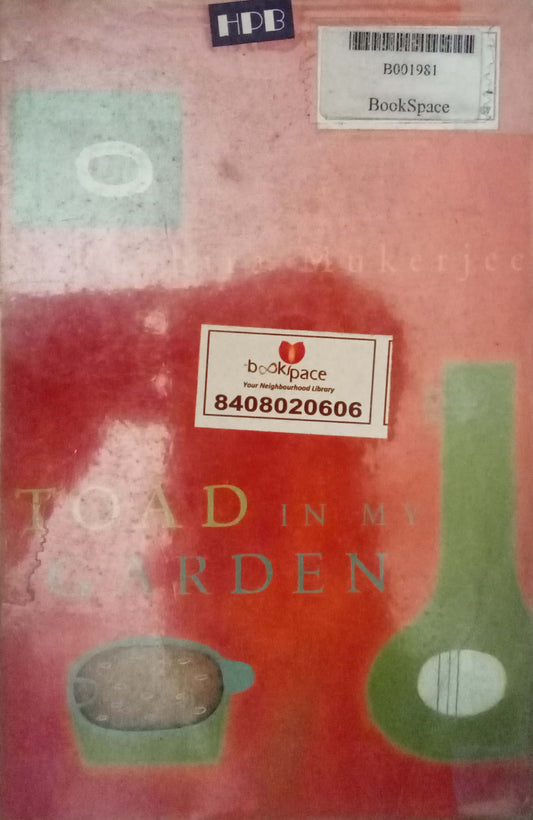 HPB
B001981
BookSpace
Mukerjee
bookspace
Your Neighbourhood Library
8408020606
TOAD IN MY
GARDEN